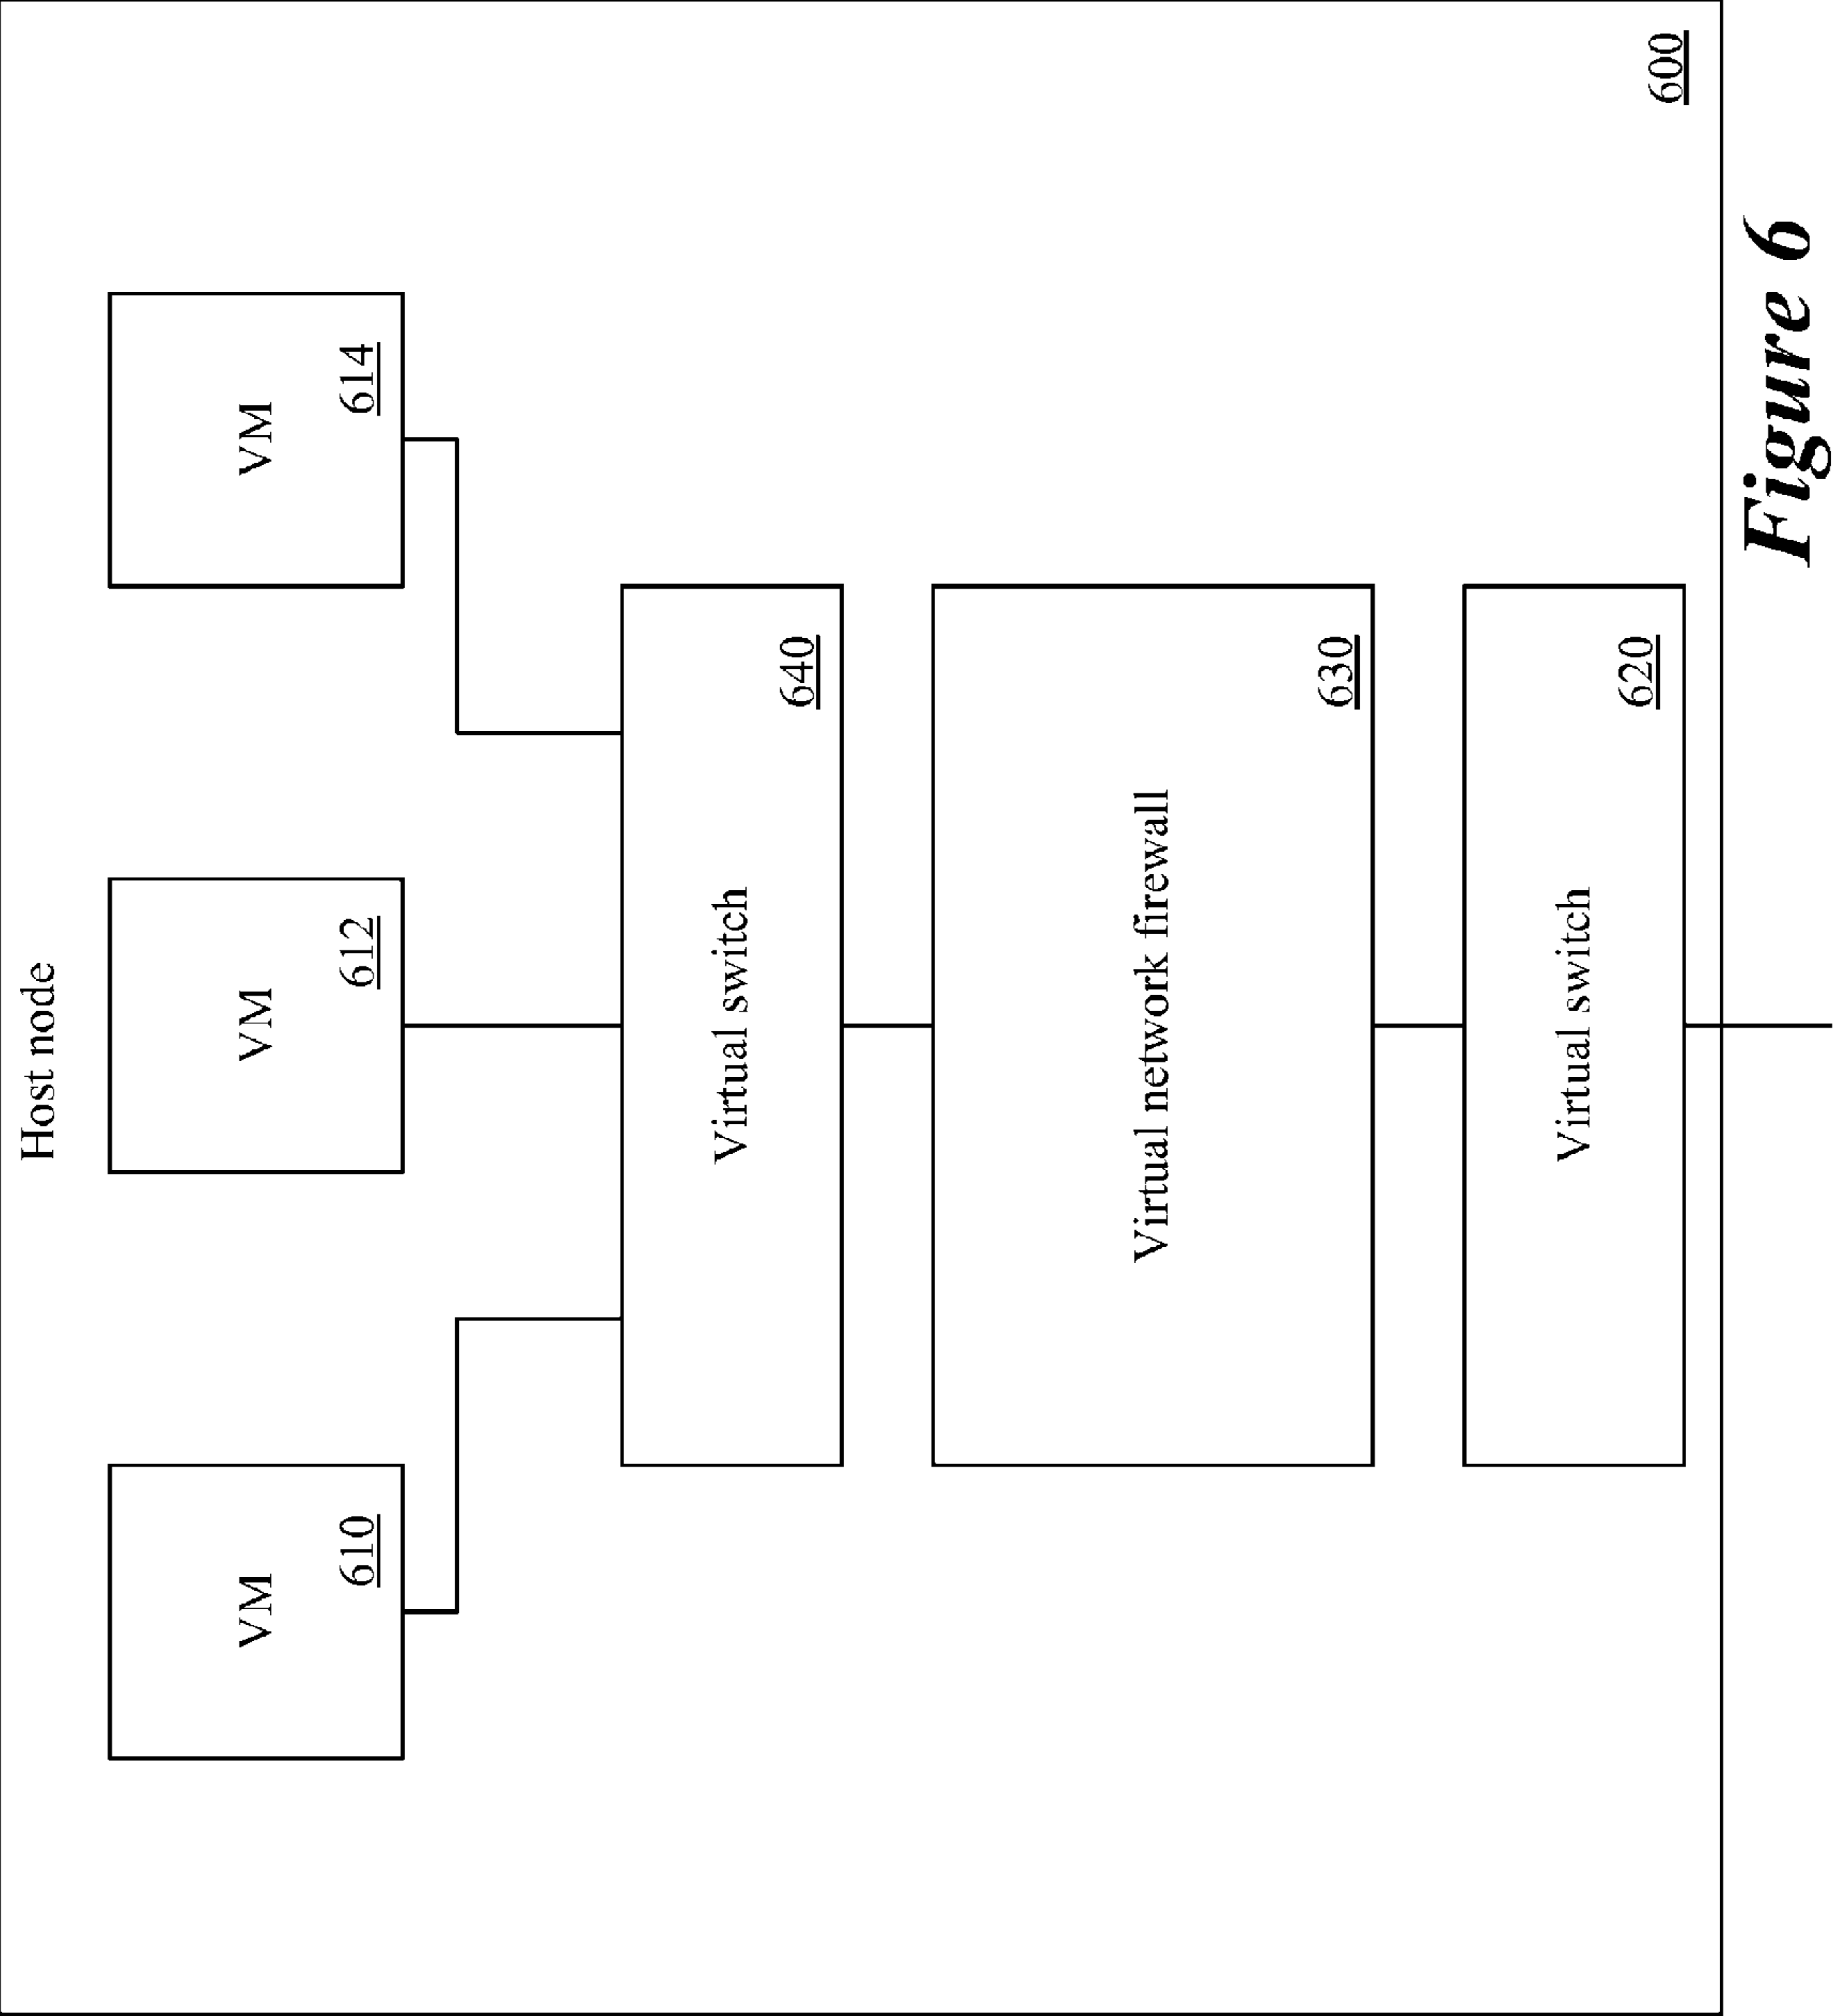 Host node
VM
610
VM
612
VM
614
Virtual switch
640
Virtual network firewall
630
Virtual switch
620
600
Figure 6